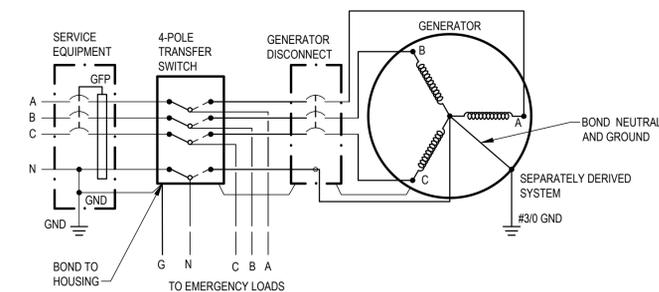 SERVICE
EQUIPMENT
4-POLE
TRANSFER
SWITCH
GENERATOR
DISCONNECT
GENERATOR
GFP
A
B
C
N
B
A
C
BOND NEUTRAL
AND GROUND
SEPARATELY DERIVED
SYSTEM
#3/0 GND
GND
GND
BOND TO
HOUSING
G
N
C
B
A
TO EMERGENCY LOADS